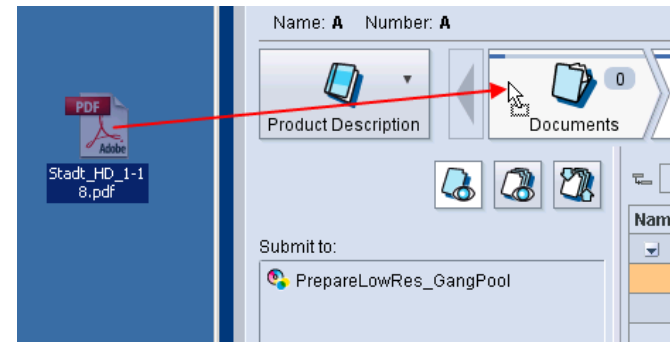 Name: A Number: A
PDF
Adobe
Stadt_HD_1-1
8.pdf
Product Description
Documents
0
Submit to:
PrepareLowRes_GangPool
Nam